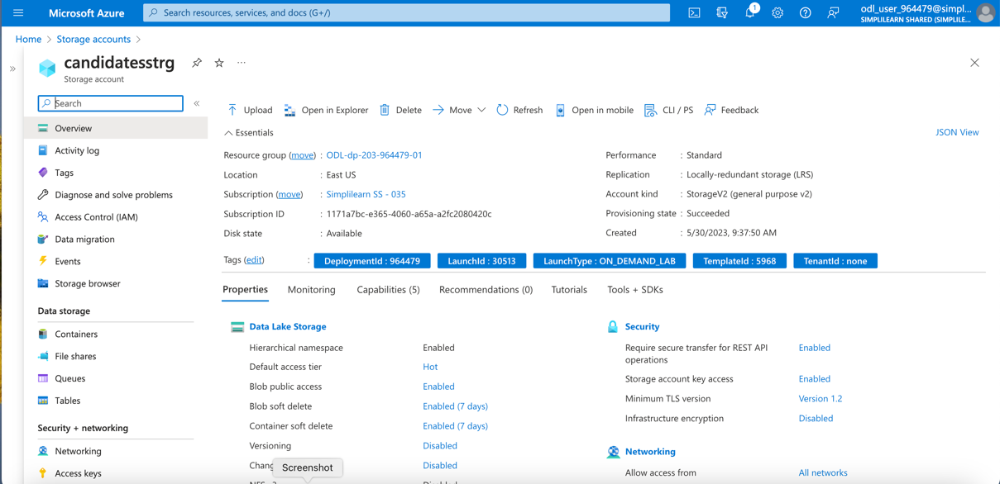 Microsoft Azure
Search resources, services, and docs (G+/)
1
odl_user_964479@simpl...
SIMPLILEARN SHARED (SIMPLILE...
Home > Storage accounts >
candidatesstrg
Storage account
Search
Overview
Activity log
Tags
Diagnose and solve problems
Access Control (IAM)
Data migration
Events
Storage browser
Data storage
Containers
File shares
Queues
Tables
Security + networking
Networking
Access keys
Upload Open in Explorer Delete Move Refresh Open in mobile CLI / PS Feedback
Essentials
JSON View
Resource group (move) : ODL-dp-203-964479-01
Location : East US
Subscription (move) : Simplilearn SS - 035
Subscription ID : 1171a7bc-e365-4060-a65a-a2fc2080420c
Disk state : Available
Performance : Standard
Replication : Locally-redundant storage (LRS)
Account kind : StorageV2 (general purpose v2)
Provisioning state : Succeeded
Created : 5/30/2023, 9:37:50 AM
Tags (edit) : DeploymentId : 964479 LaunchId : 30513 LaunchType : ON_DEMAND_LAB TemplateId : 5968 TenantId : none
Properties Monitoring Capabilities (5) Recommendations (0) Tutorials Tools + SDKs
Data Lake Storage
Hierarchical namespace Enabled
Default access tier Hot
Blob public access Enabled
Blob soft delete Enabled (7 days)
Container soft delete Enabled (7 days)
Versioning Disabled
Disabled
Screenshot
Security
Require secure transfer for REST API Enabled
operations
Storage account key access Enabled
Minimum TLS version Version 1.2
Infrastructure encryption Disabled
Networking
Allow access from All networks